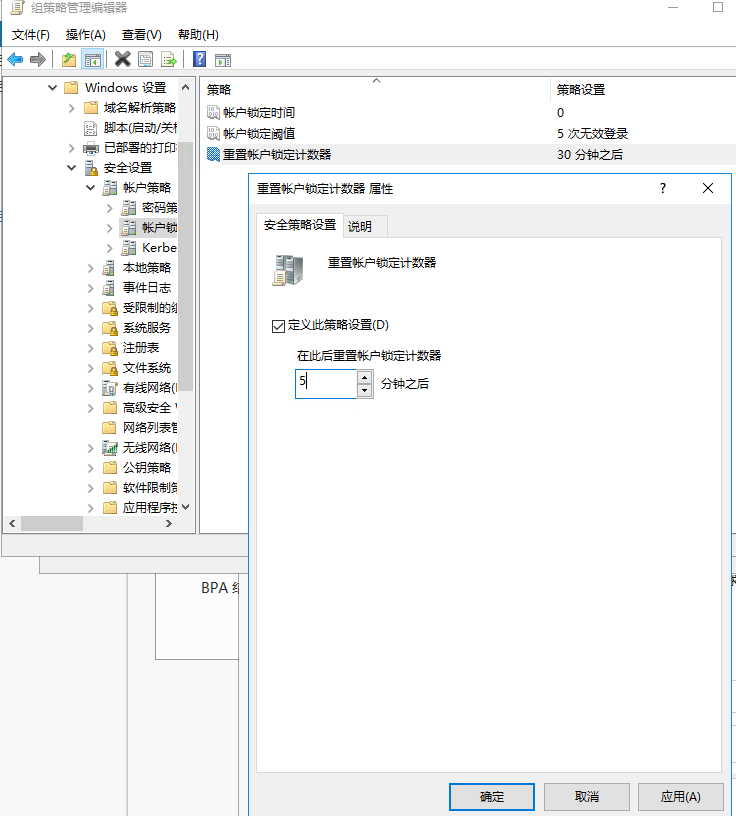 组策略管理编辑器
文件(F) 操作(A) 查看(V) 帮助(H)
Windows 设置
域名解析策略
脚本(启动/关机
已部署的打印
安全设置
帐户策略
密码策
帐户锁
Kerbe
本地策略
事件日志
受限制的组
系统服务
注册表
文件系统
有线网络(I
高级安全
网络列表管
无线网络(I
公钥策略
软件限制策
应用程序控
策略 策略设置
帐户锁定时间 0
帐户锁定阈值 5 次无效登录
重置帐户锁定计数器 30 分钟之后
重置帐户锁定计数器 属性
?
安全策略设置 说明
重置帐户锁定计数器
定义此策略设置(D)
在此后重置帐户锁定计数器
5 分钟之后
BPA
确定 取消 应用(A)